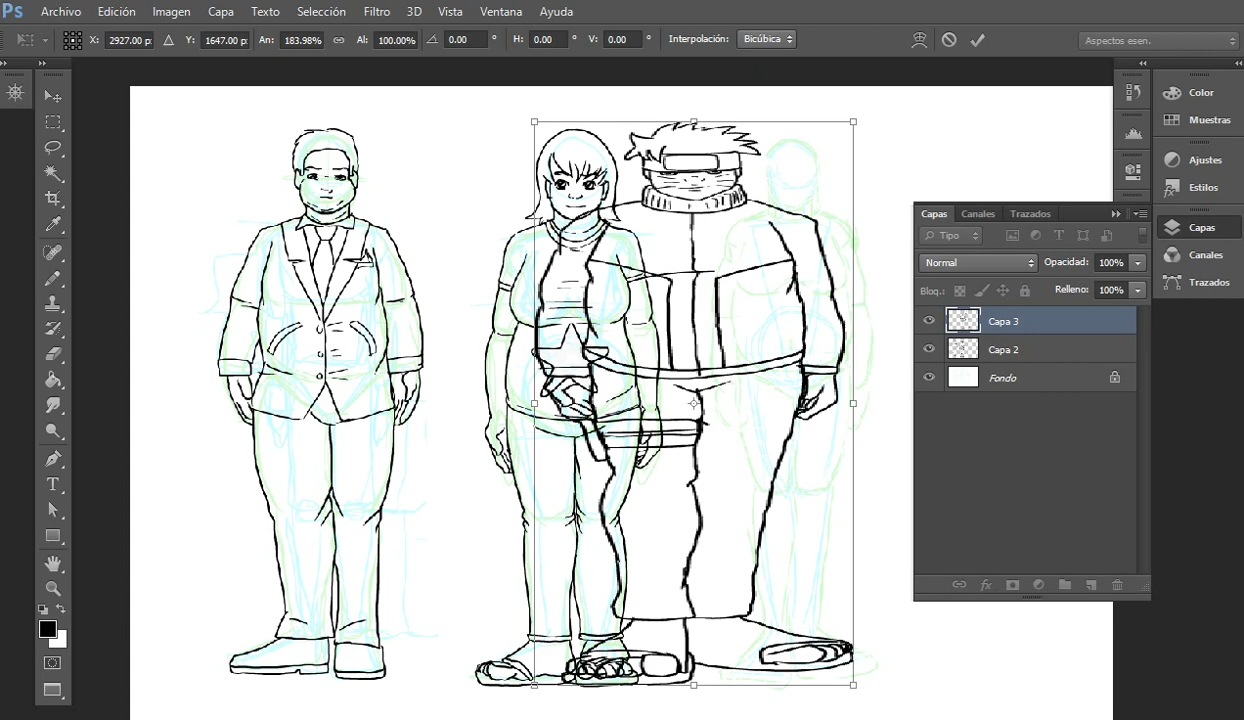 Ps Archivo Edición Imagen Capa Texto Selección Filtro 3D Vista Ventana Ayuda
X: 2927.00 p: Y: 1647.00 p: An: 183.98% Al: 100.00% 0.00 ° H: 0.00 ° V: 0.00 ° Interpolación: Bicúbica Aspectos esen.
Color
Muestras
Ajustes
Estilos
Capas
Canales
Trazados
Capas Canales Trazados
Tipo
Normal Opacidad: 100%
Bloq.: Relleno: 100%
Capa 3
Capa 2
Fondo
fx
T